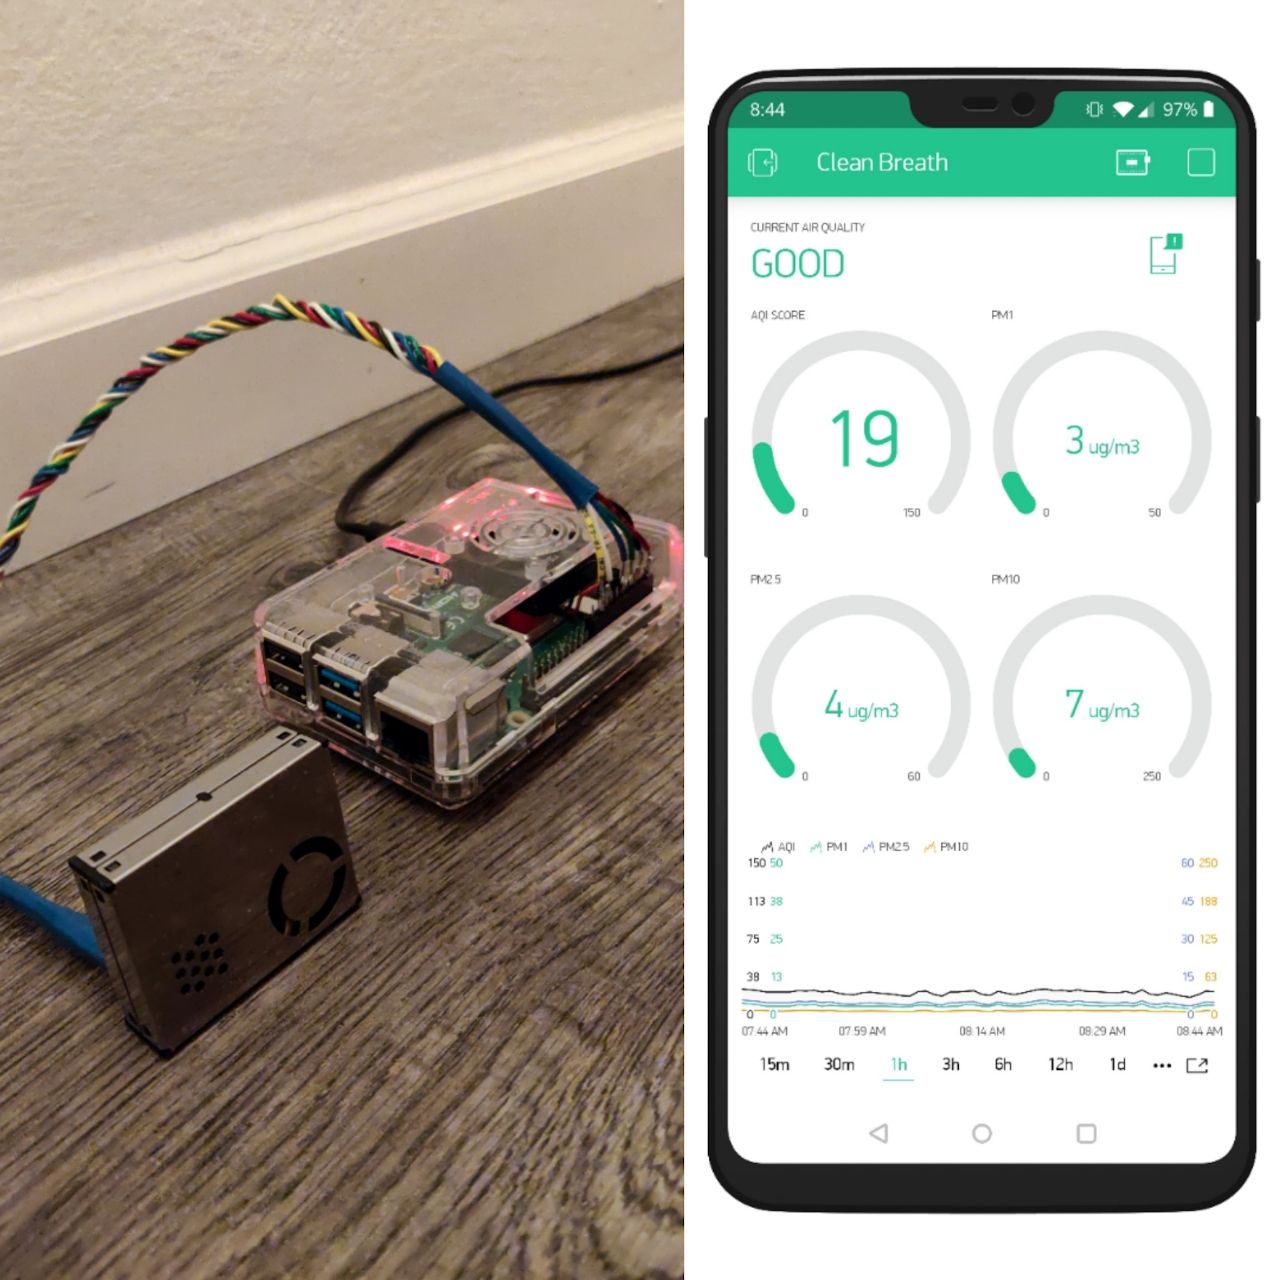 8:44
97%
Clean Breath
CURRENT AIR QUALITY
GOOD
AQI SCORE
19
0
150
PM1
3 ug/m3
0
50
PM2.5
4 ug/m3
0
60
PM10
7 ug/m3
0
250
AQI PM1 PM2.5 PM10
150 50 60 250
113 38 45 188
75 25 30 125
38 13 15 63
0 0 0 0
07:44 AM 07:59 AM 08:14 AM 08:29 AM 08:44 AM
15m 30m 1h 3h 6h 12h 1d